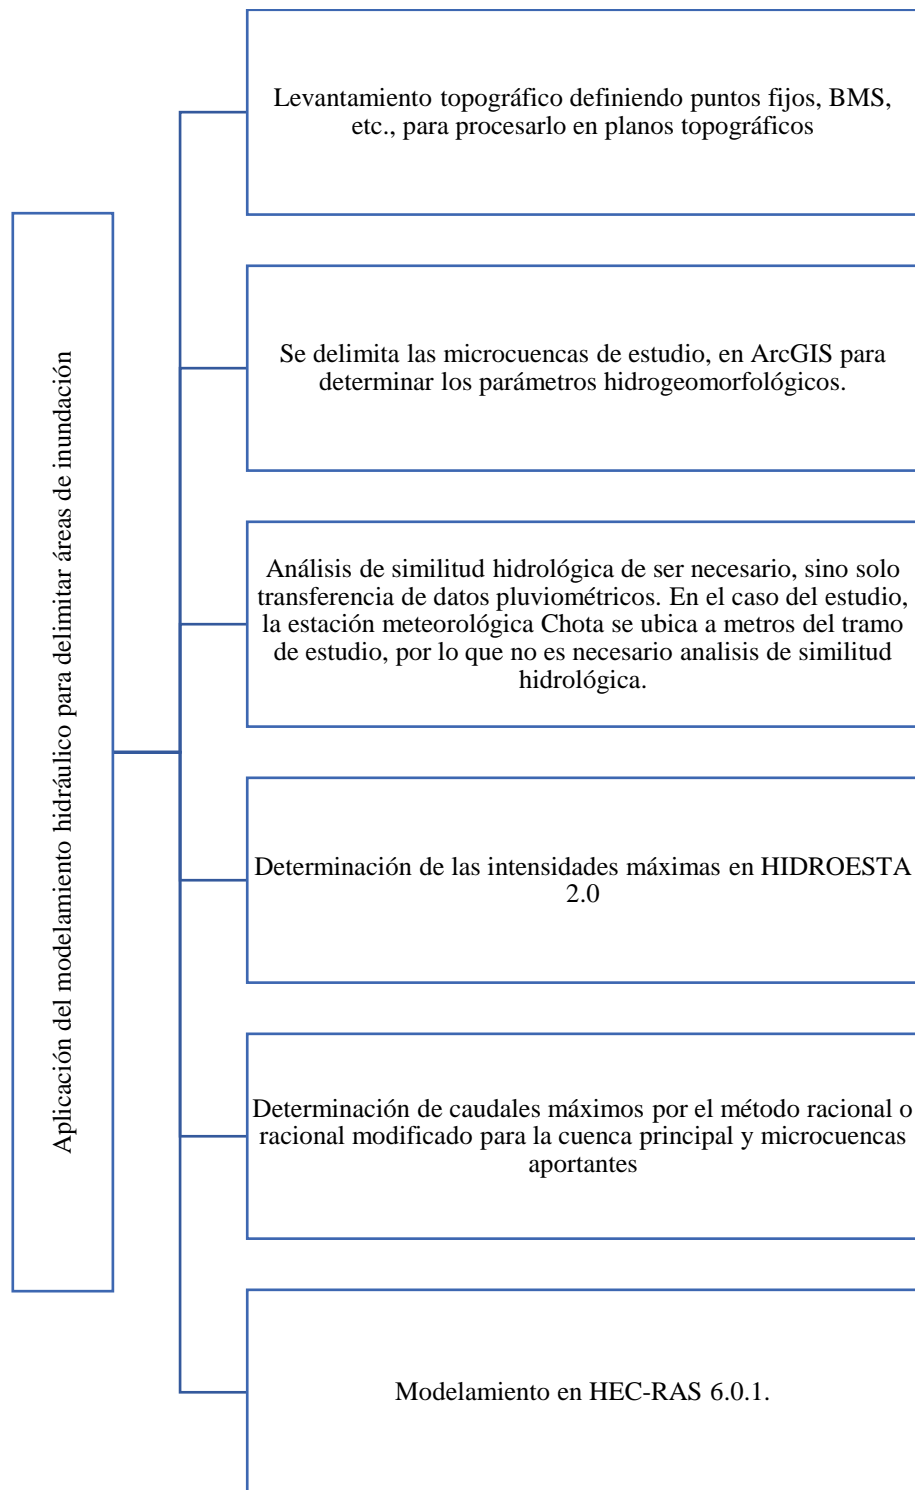 Aplicación del modelamiento hidráulico para delimitar áreas de inundación
Levantamiento topográfico definiendo puntos fijos, BMS,
etc., para procesarlo en planos topográficos
Se delimita las microcuencas de estudio, en ArcGIS para
determinar los parámetros hidrogeomorfológicos.
Análisis de similitud hidrológica de ser necesario, sino solo
transferencia de datos pluviométricos. En el caso del estudio,
la estación meteorológica Chota se ubica a metros del tramo
de estudio, por lo que no es necesario analisis de similitud
hidrológica.
Determinación de las intensidades máximas en HIDROESTA
2.0
Determinación de caudales máximos por el método racional o
racional modificado para la cuenca principal y microcuencas
aportantes
Modelamiento en HEC-RAS 6.0.1.